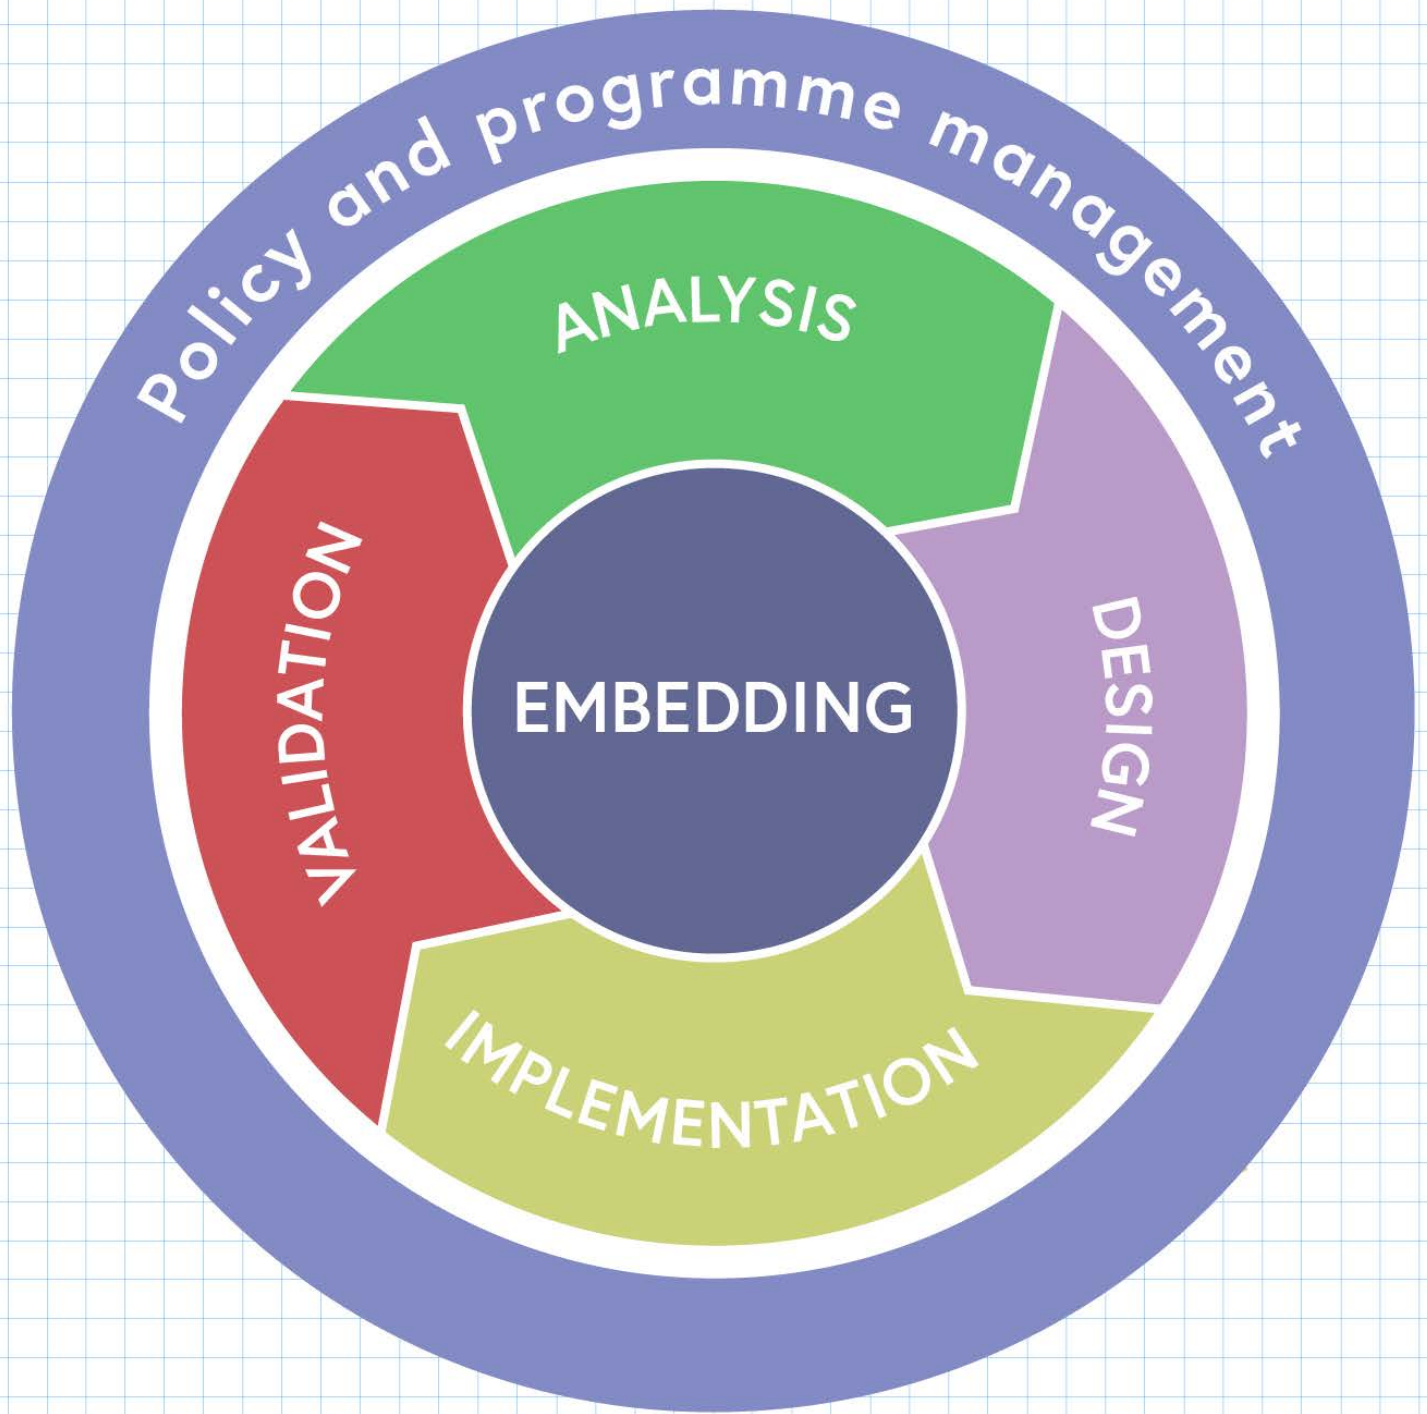 Policy and programme management
ANALYSIS
DESIGN
IMPLEMENTATION
VALIDATION
EMBEDDING